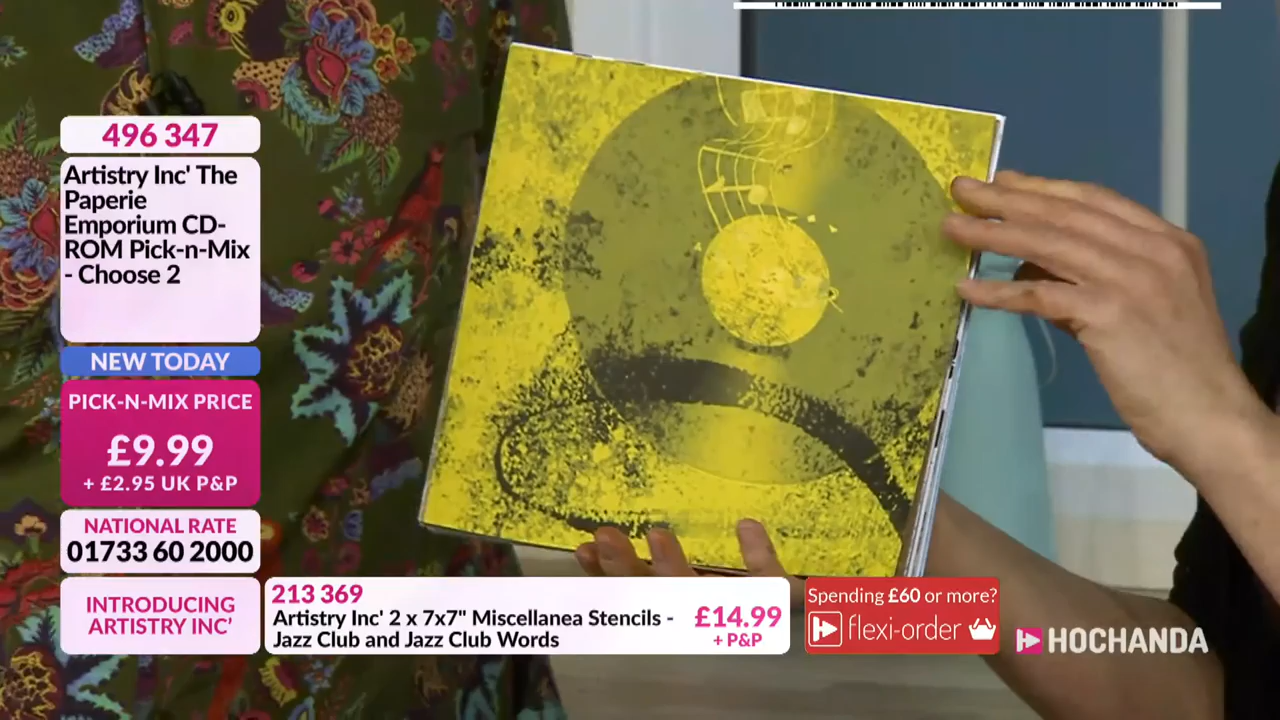 496 347
Artistry Inc' The
Paperie
Emporium CD-
ROM Pick-n-Mix
- Choose 2
NEW TODAY
PICK-N-MIX PRICE
£9.99
+ £2.95 UK P&P
NATIONAL RATE
01733 60 2000
INTRODUCING
ARTISTRY INC'
213 369
Artistry Inc' 2 x 7x7" Miscellanea Stencils -
Jazz Club and Jazz Club Words
£14.99
+ P&P
Spending £60 or more?
flexi-order
HOCHANDA